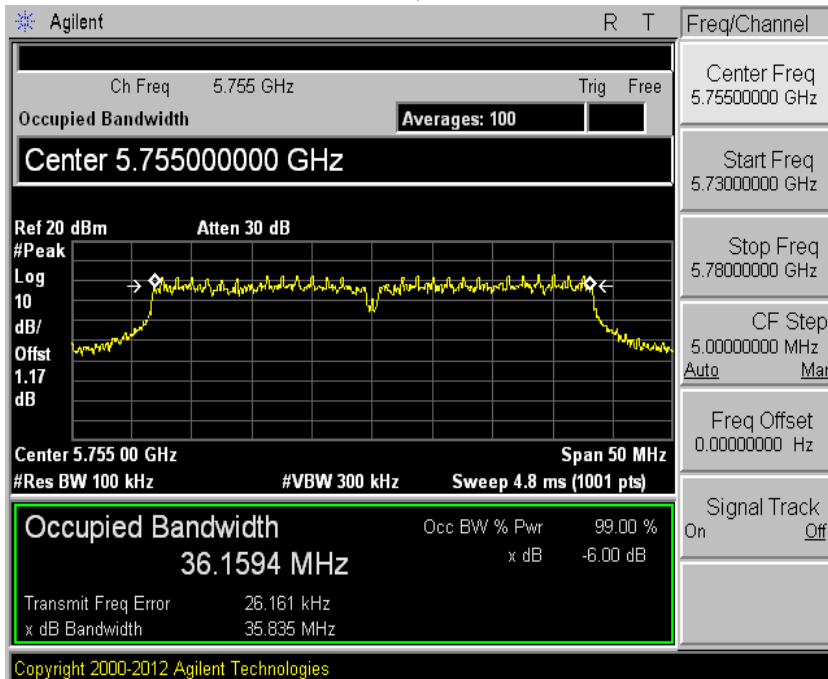 Agilent R T Freq/Channel
Ch Freq 5.755 GHz Trig Free
Occupied Bandwidth Averages: 100
Center 5.755000000 GHz
Ref 20 dBm Atten 30 dB
#Peak
Log
10
dB/
Offst
1.17
dB
Center 5.755 00 GHz Span 50 MHz
#Res BW 100 kHz #VBW 300 kHz Sweep 4.8 ms (1001 pts)
Occupied Bandwidth Occ BW % Pwr 99.00 %
36.1594 MHz x dB -6.00 dB
Transmit Freq Error 26.161 kHz
x dB Bandwidth 35.835 MHz
Copyright 2000-2012 Agilent Technologies
Center Freq
5.75500000 GHz
Start Freq
5.73000000 GHz
Stop Freq
5.78000000 GHz
CF Step
5.00000000 MHz
Auto Man
Freq Offset
0.00000000 Hz
Signal Track
On Off